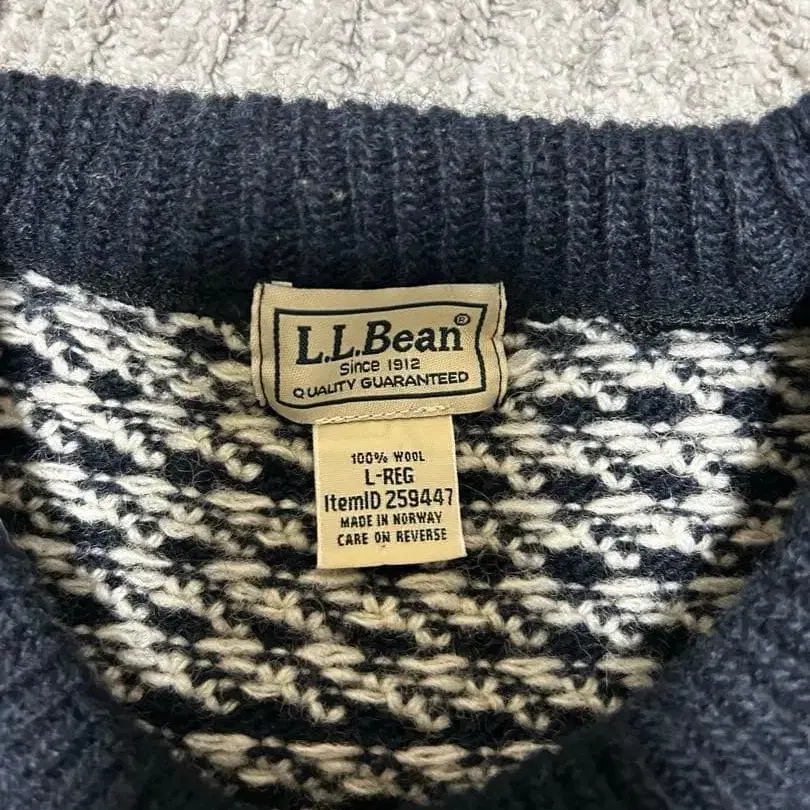 L.L.Bean®
Since 1912
QUALITY GUARANTEED
100% WOOL
L-REG
ItemID 259447
MADE IN NORWAY
CARE ON REVERSE